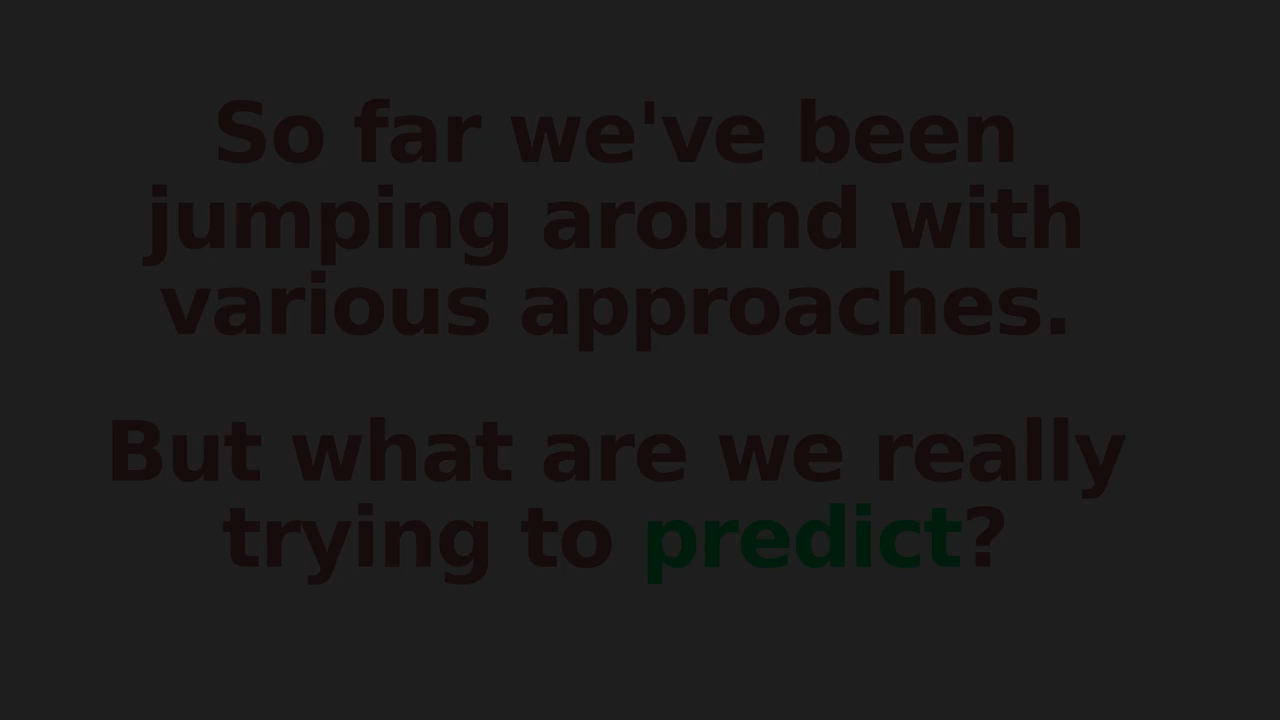 So far we've been
jumping around with
various approaches.
But what are we really
trying to predict?